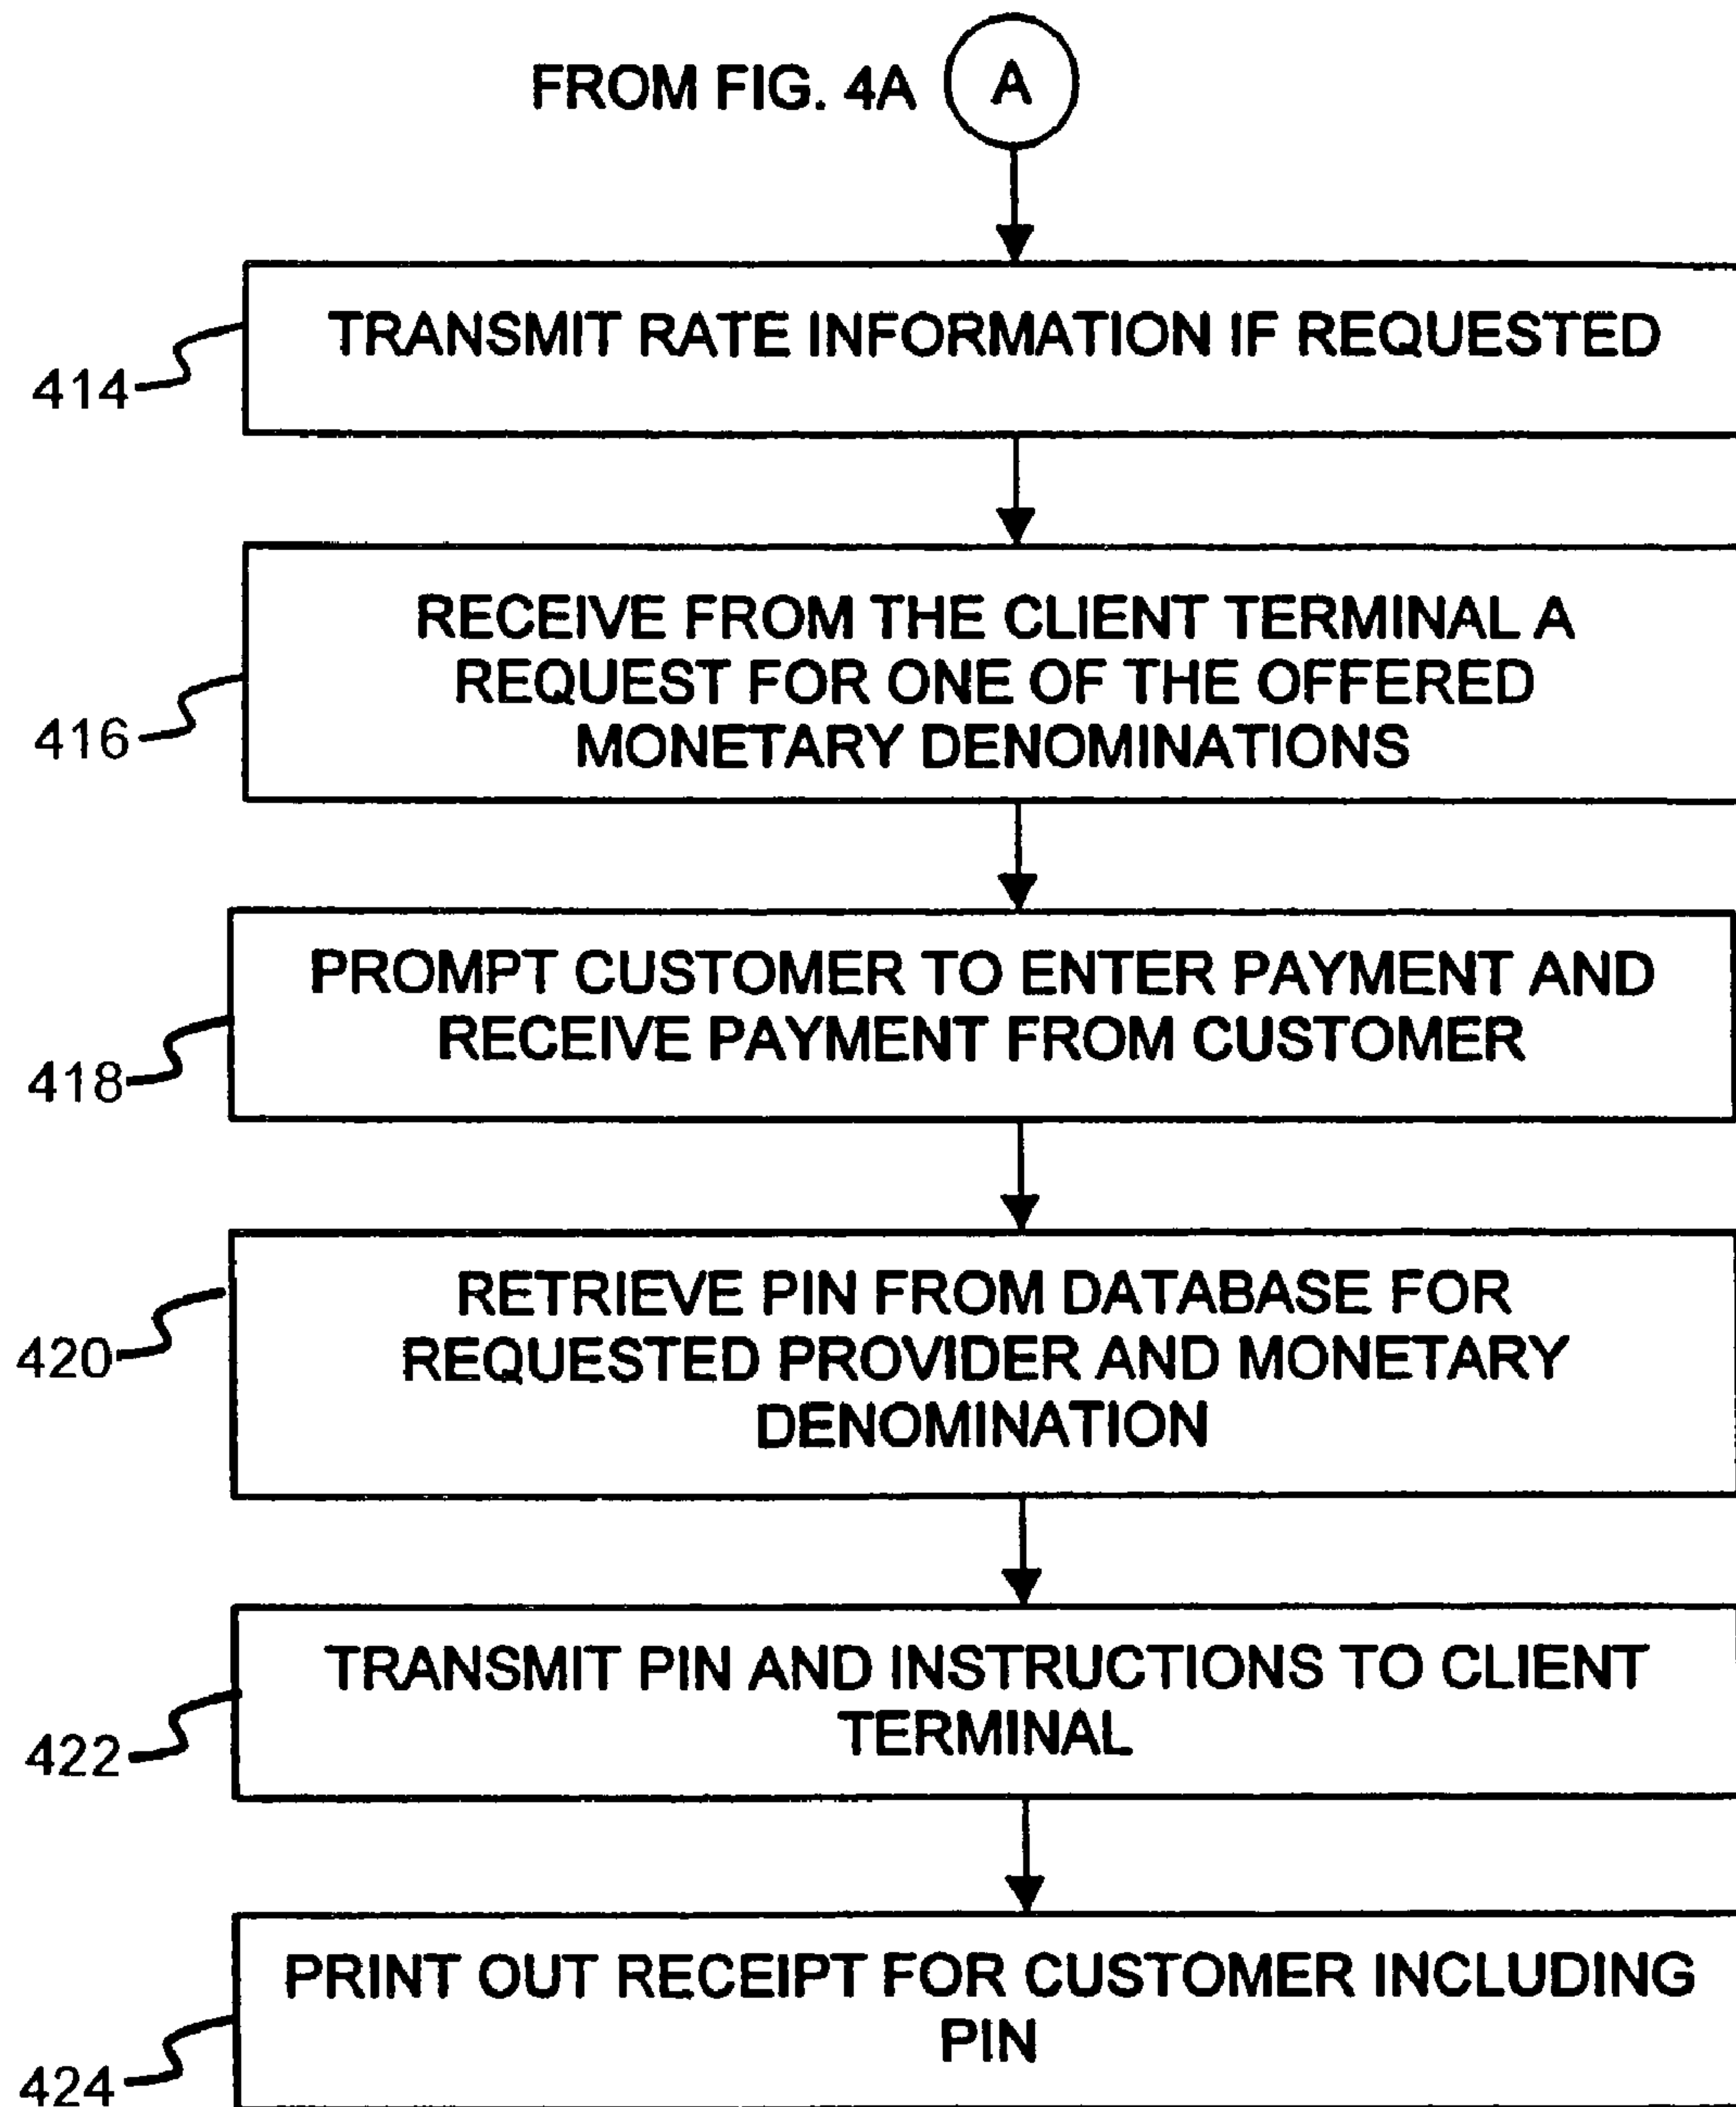 FROM FIG. 4A
A
TRANSMIT RATE INFORMATION IF REQUESTED
414
RECEIVE FROM THE CLIENT TERMINAL A
REQUEST FOR ONE OF THE OFFERED
MONETARY DENOMINATIONS
416
PROMPT CUSTOMER TO ENTER PAYMENT AND
RECEIVE PAYMENT FROM CUSTOMER
418
RETRIEVE PIN FROM DATABASE FOR
REQUESTED PROVIDER AND MONETARY
DENOMINATION
420
TRANSMIT PIN AND INSTRUCTIONS TO CLIENT
TERMINAL
422
PRINT OUT RECEIPT FOR CUSTOMER INCLUDING
PIN
424